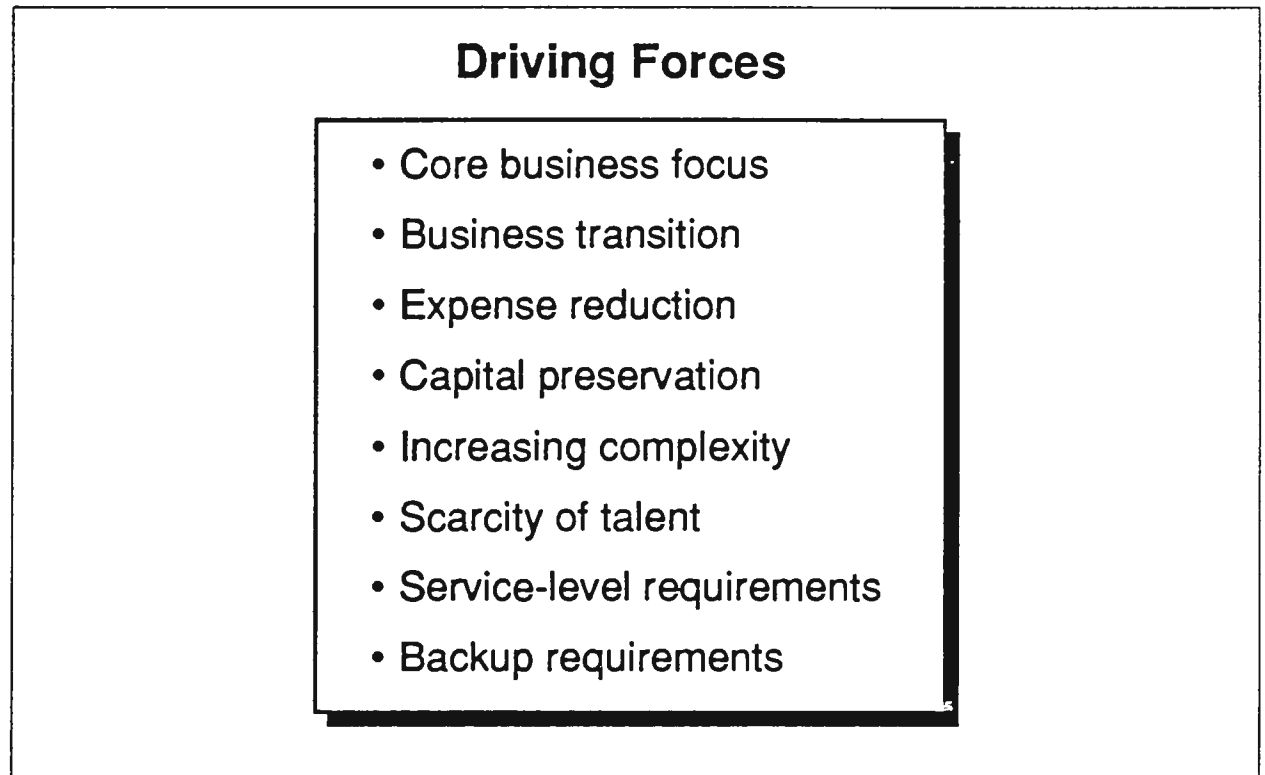 Driving Forces
• Core business focus
• Business transition
• Expense reduction
• Capital preservation
• Increasing complexity
• Scarcity of talent
• Service-level requirements
• Backup requirements